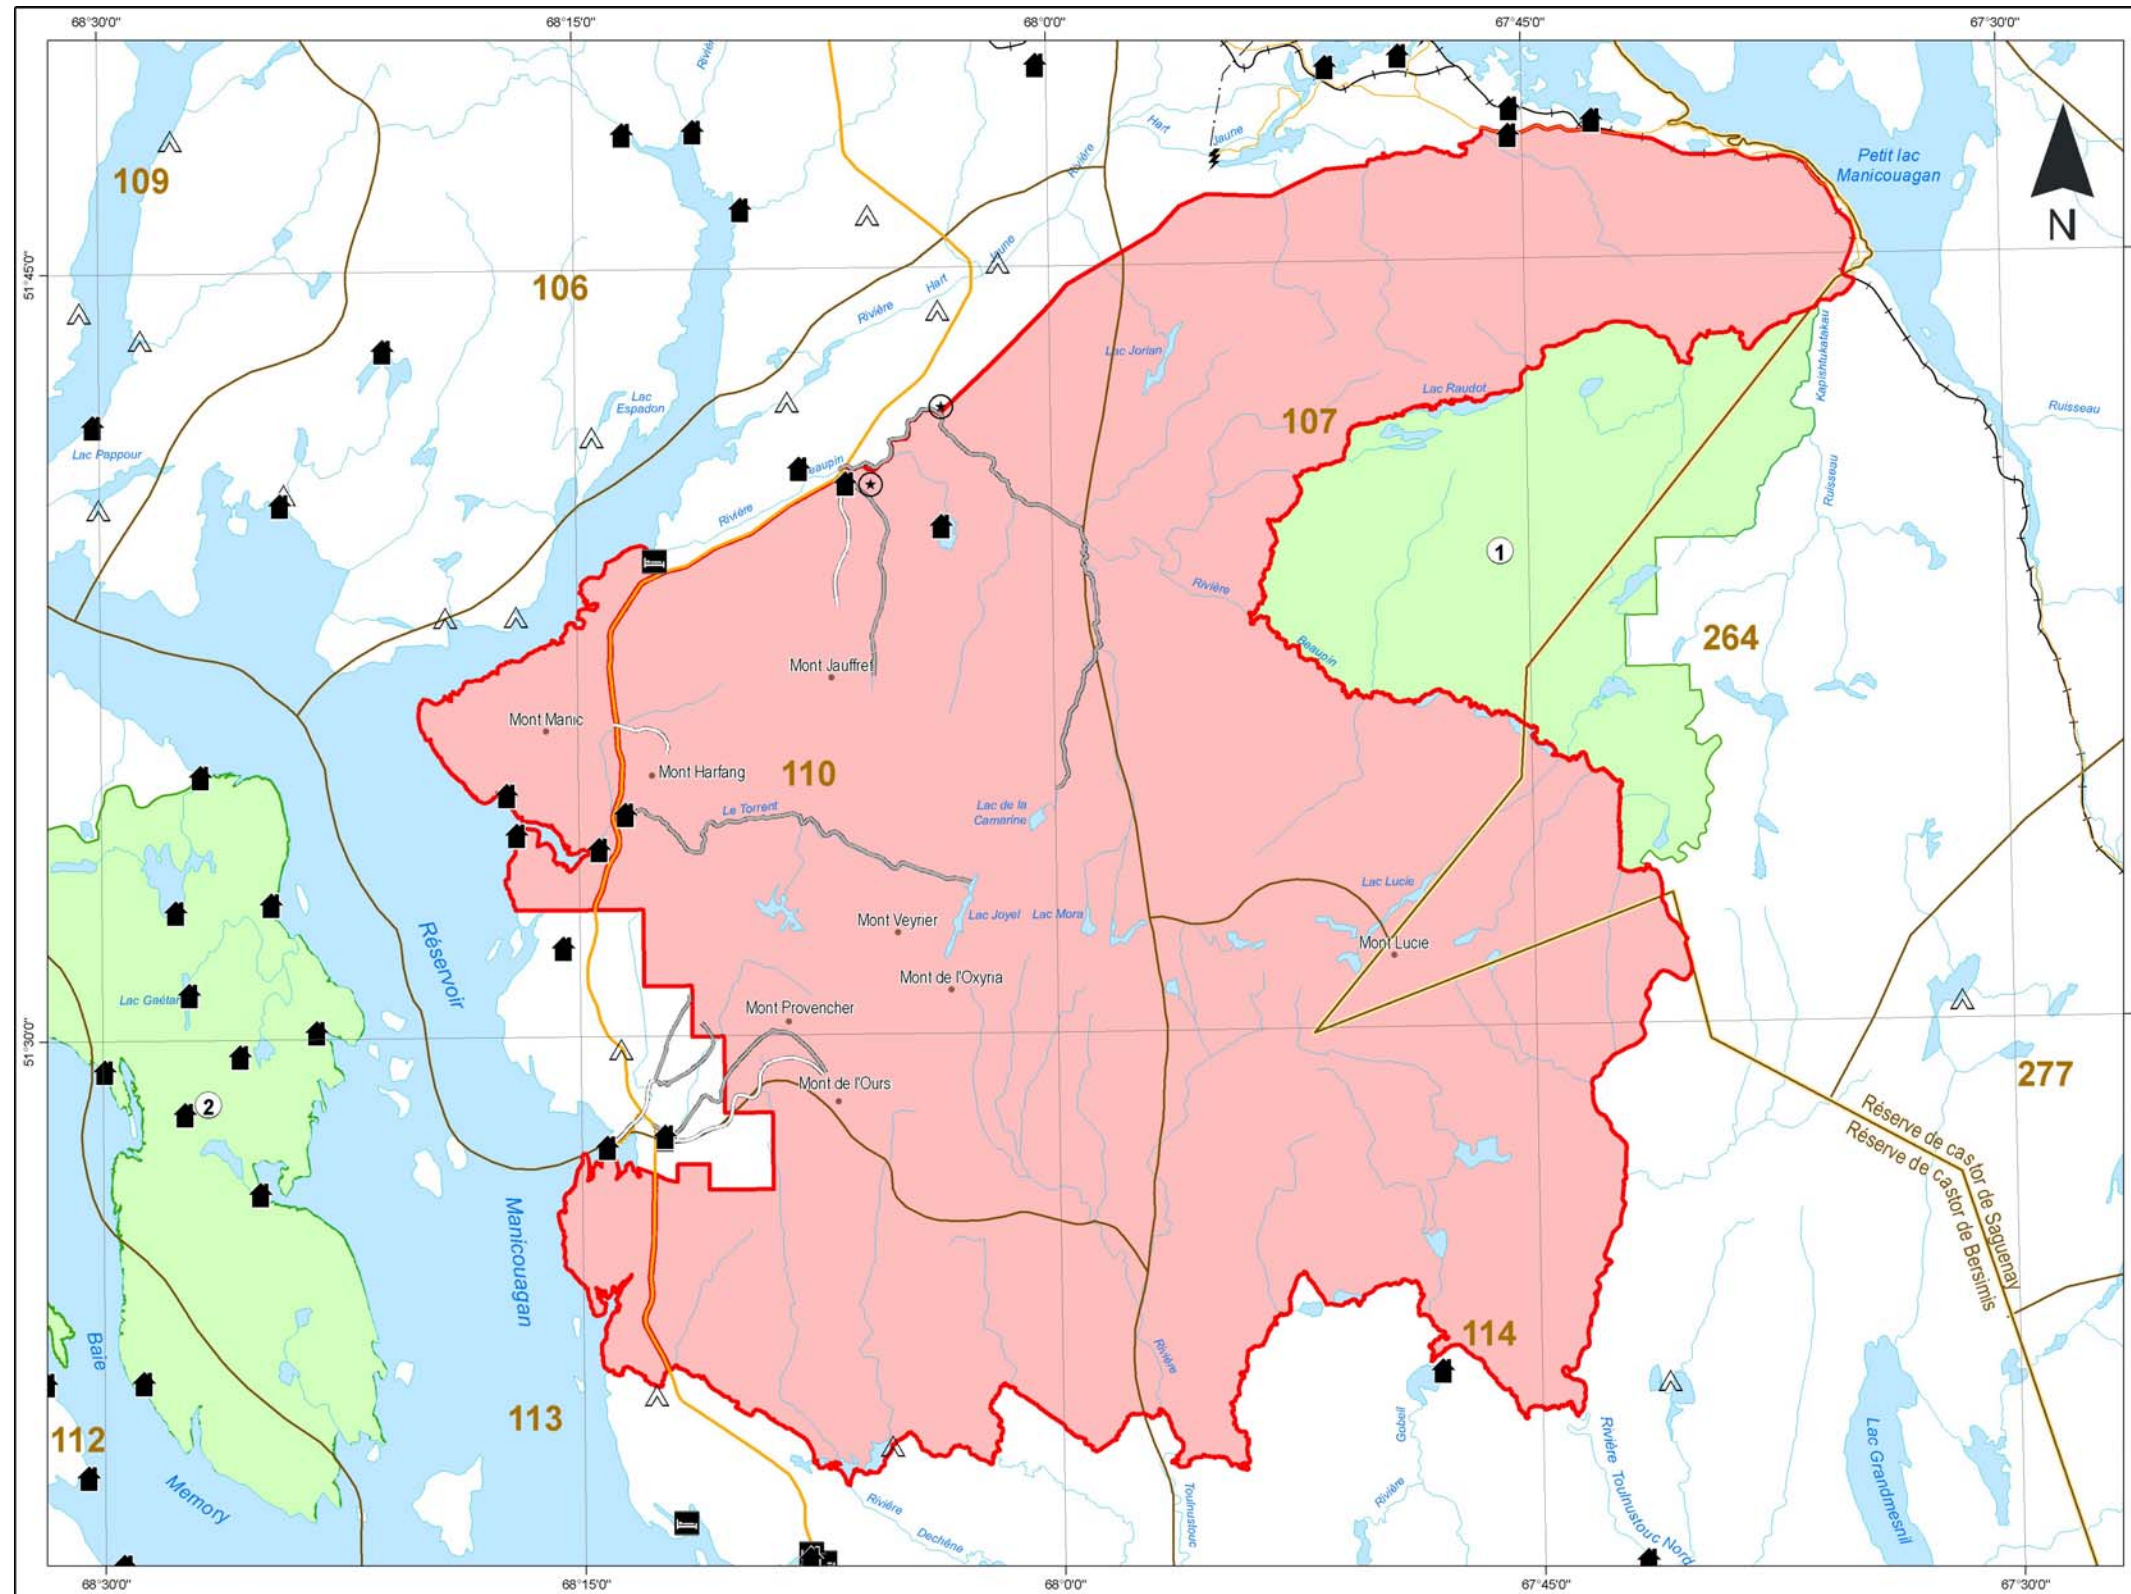 68°30'0"
68°15'0"
68°0'0"
67°45'0"
67°30'0"
Hart
Jaune
Rivière
Petit lac
Manicouagan
N
109
106
51°45'0"
51°45'0"
Jaune
Hart
Rivière
Lac Jorian
Lac
Espadon
Lac Raudot
107
Kapishtukatakau
Ruisseau
Ruisseau
Lac Pappour
Rivière
1
Rivière
Beaupin
264
Mont Jauffret
Mont Manic
Mont Harfang
110
Le Torrent
Lac de la
Camarine
Lac Lucie
Mont Veyrier
Lac Joyel
Lac Mora
Mont Lucie
Réservoir
Mont de l'Oxyria
Lac Gaétan
Mont Provencher
51°30'0"
Mont de l'Ours
277
2
Réserve de castor de Saguenay
Réserve de castor de Bersimis
Manicouagan
114
Baie
Rivière
113
112
Gobeil
Rivière
Rivière Toulnustouc Nord
Lac Grandmesnil
Memory
Rivière
Dechêne
Toulnustouc
68°30'0"
68°15'0"
68°0'0"
67°45'0"
67°30'0"